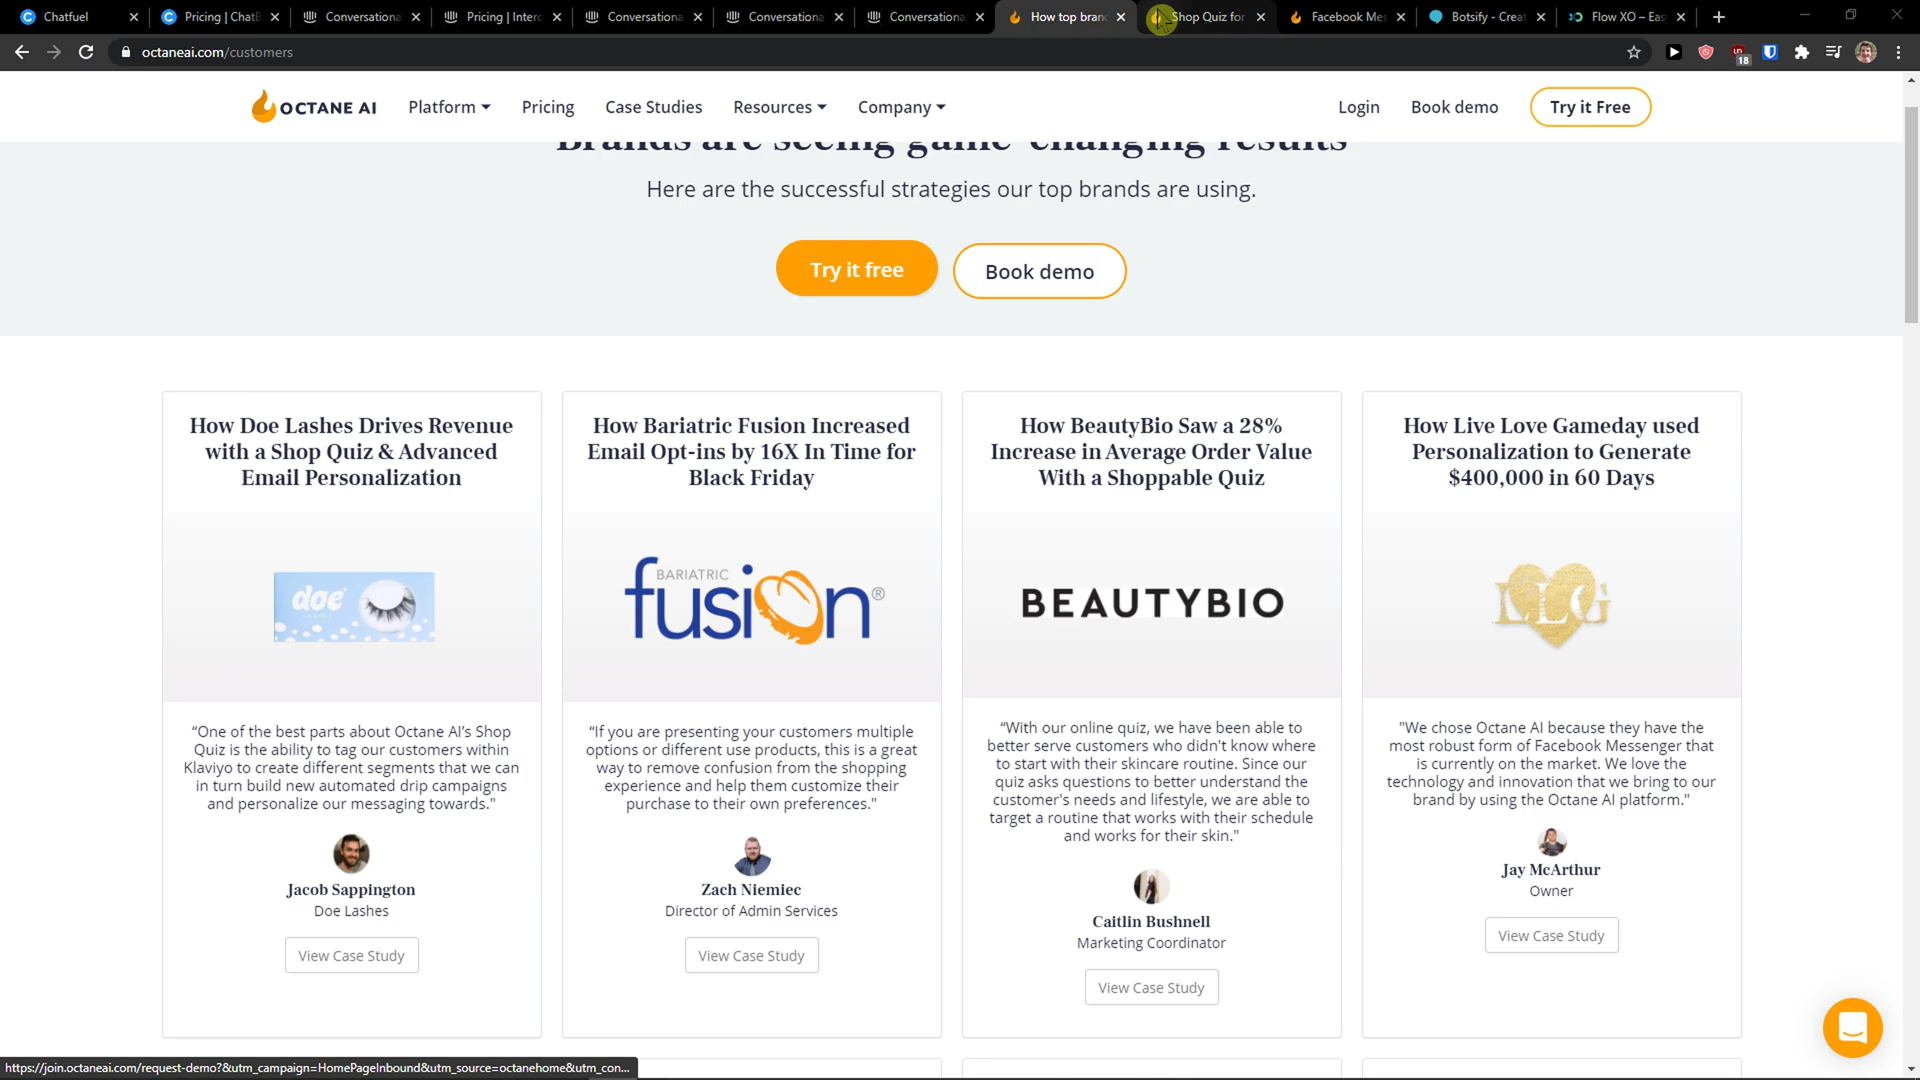 Chatfuel
Pricing | ChatB
Conversationa
Pricing | Interc
Conversationa
Conversationa
Conversationa
How top bran
Shop Quiz for
Facebook Mes
Botsify - Creat
Flow XO – Eas
octaneai.com/customers
18
OCTANE AI
Platform
Pricing
Case Studies
Resources
Company
Login
Book demo
Try it Free
Brands are seeing game-changing results
Here are the successful strategies our top brands are using.
Try it free
Book demo
How Doe Lashes Drives Revenue
with a Shop Quiz & Advanced
Email Personalization
doe
“One of the best parts about Octane AI’s Shop
Quiz is the ability to tag our customers within
Klaviyo to create different segments that we can
in turn build new automated drip campaigns
and personalize our messaging towards."
Jacob Sappington
Doe Lashes
View Case Study
How Bariatric Fusion Increased
Email Opt-ins by 16X In Time for
Black Friday
BARIATRIC
fusion®
“If you are presenting your customers multiple
options or different use products, this is a great
way to remove confusion from the shopping
experience and help them customize their
purchase to their own preferences."
Zach Niemiec
Director of Admin Services
View Case Study
How BeautyBio Saw a 28%
Increase in Average Order Value
With a Shoppable Quiz
BEAUTYBIO
“With our online quiz, we have been able to
better serve customers who didn't know where
to start with their skincare routine. Since our
quiz asks questions to better understand the
customer's needs and lifestyle, we are able to
target a routine that works with their schedule
and works for their skin."
Caitlin Bushnell
Marketing Coordinator
View Case Study
How Live Love Gameday used
Personalization to Generate
$400,000 in 60 Days
LLG
"We chose Octane AI because they have the
most robust form of Facebook Messenger that
is currently on the market. We love the
technology and innovation that we bring to our
brand by using the Octane AI platform."
Jay McArthur
Owner
View Case Study
https://join.octaneai.com/request-demo?&utm_campaign=HomePageInbound&utm_source=octanehome&utm_con...